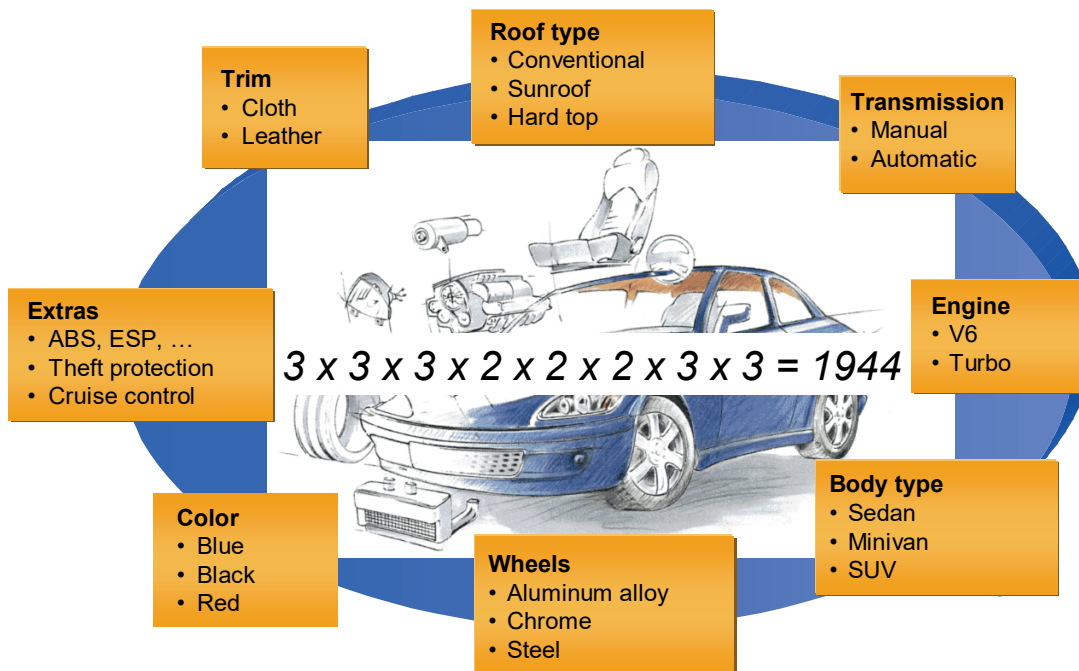 Roof type
• Conventional
• Sunroof
• Hard top
Trim
• Cloth
• Leather
Transmission
• Manual
• Automatic
Extras
• ABS, ESP, …
• Theft protection
• Cruise control
3 x 3 x 3 x 2 x 2 x 2 x 3 x 3 = 1944
Engine
• V6
• Turbo
Color
• Blue
• Black
• Red
Wheels
• Aluminum alloy
• Chrome
• Steel
Body type
• Sedan
• Minivan
• SUV